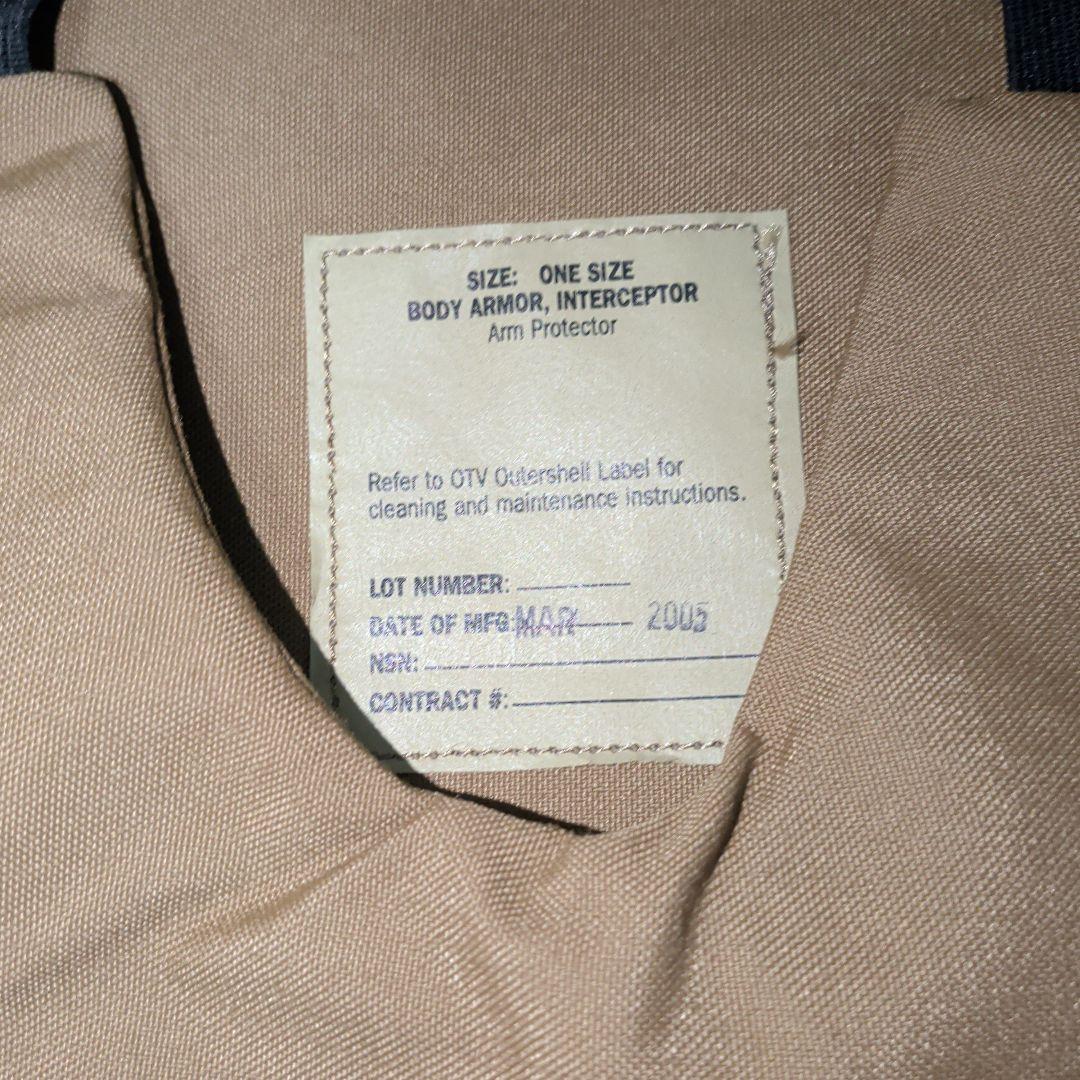 SIZE: ONE SIZE
BODY ARMOR, INTERCEPTOR
Arm Protector
Refer to OTV Outershell Label for
cleaning and maintenance instructions.
LOT NUMBER:
DATE OF MFG: MAR 2005
NSN:
CONTRACT #: